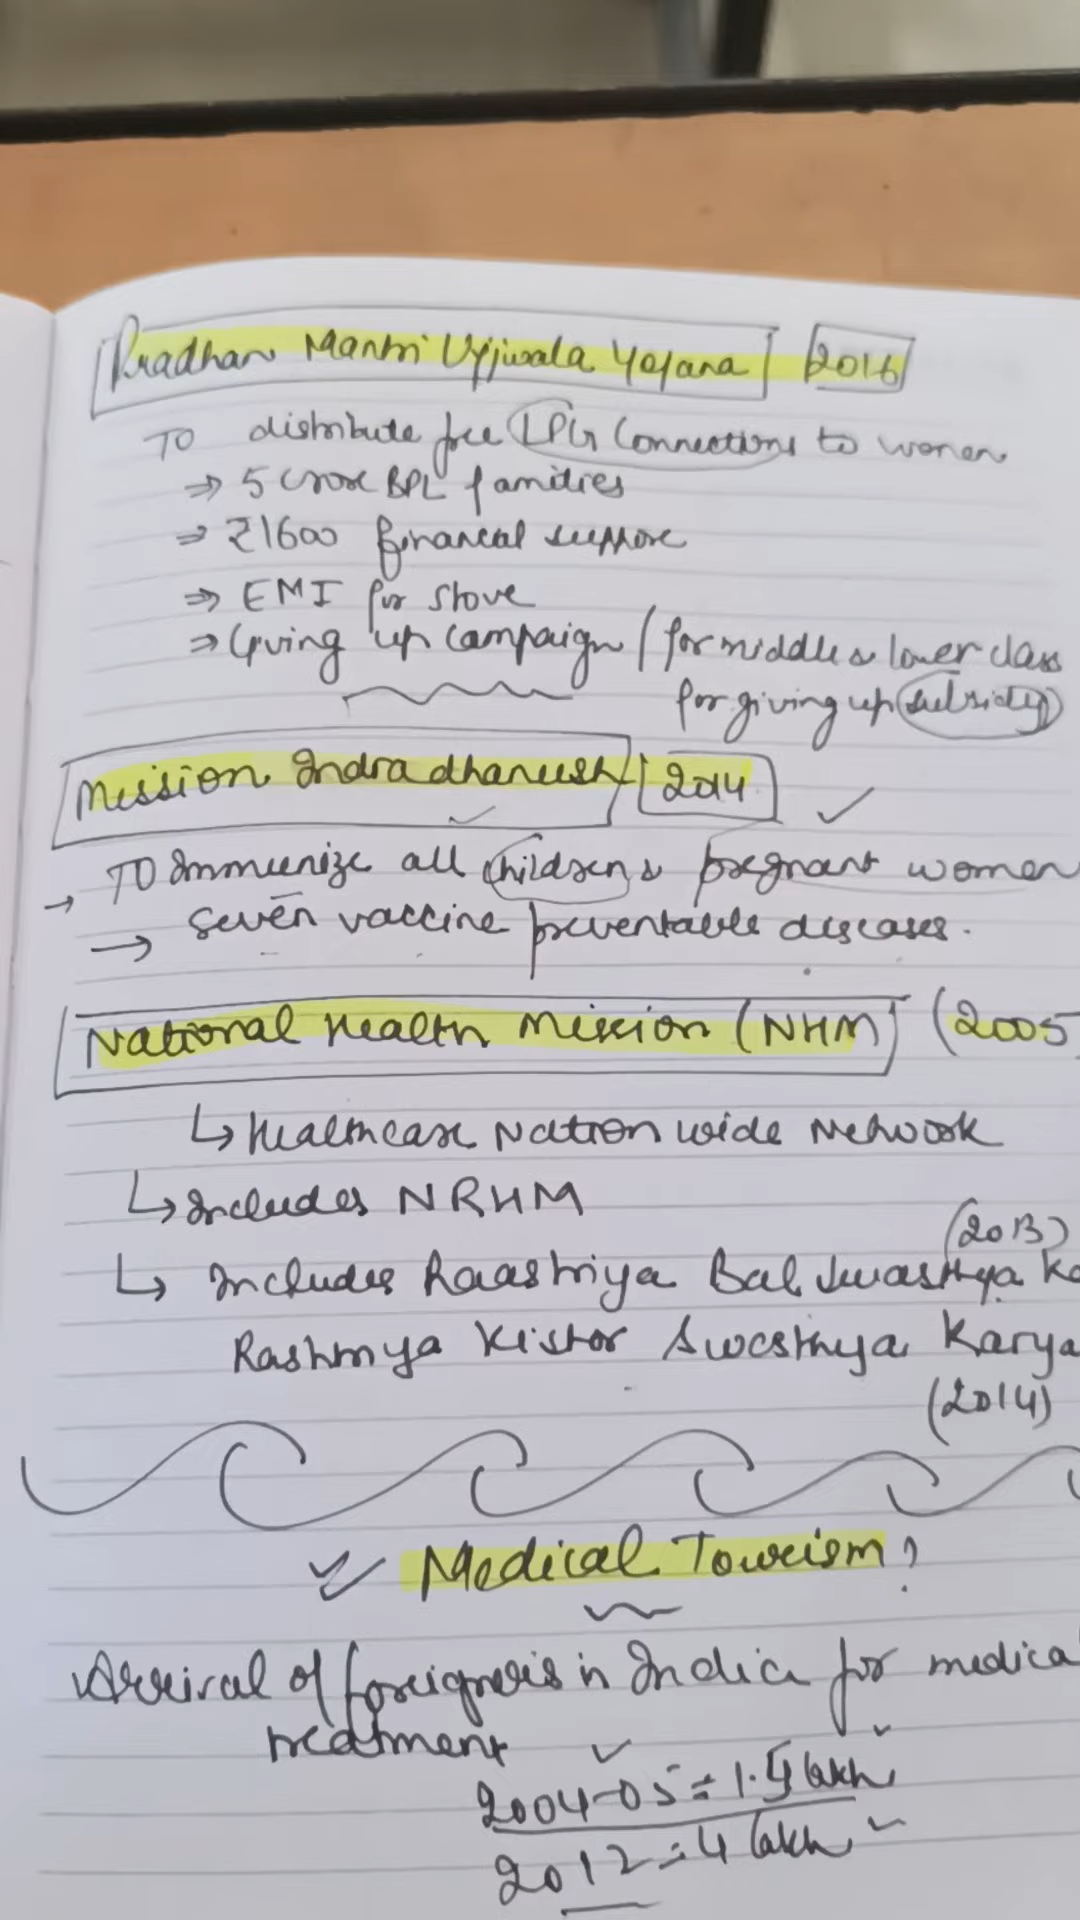 Pradhan Mantri Ujjwala Yojana 2016
To distribute free LPG Connections to women
⇒ 5 crore BPL families
⇒ ₹1600 financial support
⇒ EMI for stove
⇒ Giving up campaign / for middle & lower class
for giving up subsidy
Mission Indradhanush 2014
→ To Immunize all Children & pregnant women
→ Seven vaccine preventable diseases.
National Health Mission (NHM) (2005
↳ Healthcare Nation wide Network
↳ Includes NRHM
(2013)
↳ Includes Raashtriya Bal Swasthya Ka
Rashtriya Kishor Swasthya Karya
(2014)
Medical Tourism?
Arrival of foreigners in India for medica
treatment
2004-05 = 1.5 lakh
2012 = 4 lakh